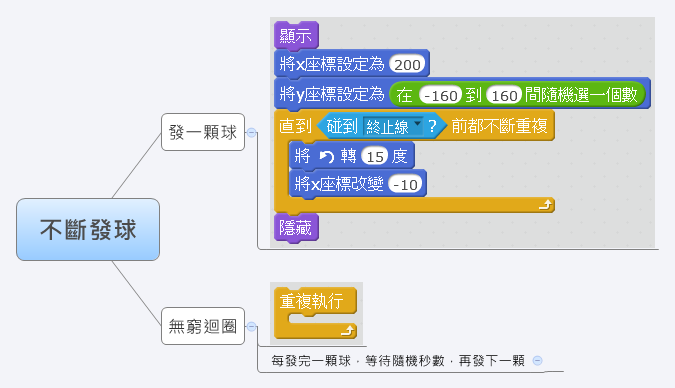 不斷發球
發一顆球
顯示
將x座標設定為 200
將y座標設定為 在 -160 到 160 間隨機選一個數
直到 碰到 終止線 ? 前都不斷重複
將 轉 15 度
將x座標改變 -10
隱藏
無窮迴圈
重複執行
每發完一顆球，等待隨機秒數，再發下一顆